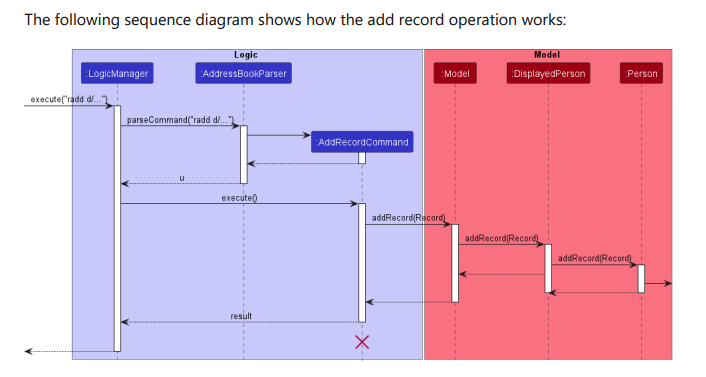 The following sequence diagram shows how the add record operation works:
Logic
Model
:LogicManager
:AddressBookParser
:Model
:DisplayedPerson
:Person
execute("radd d/...")
parseCommand("radd d/...")
:AddRecordCommand
u
execute()
addRecord(Record)
addRecord(Record)
addRecord(Record)
result